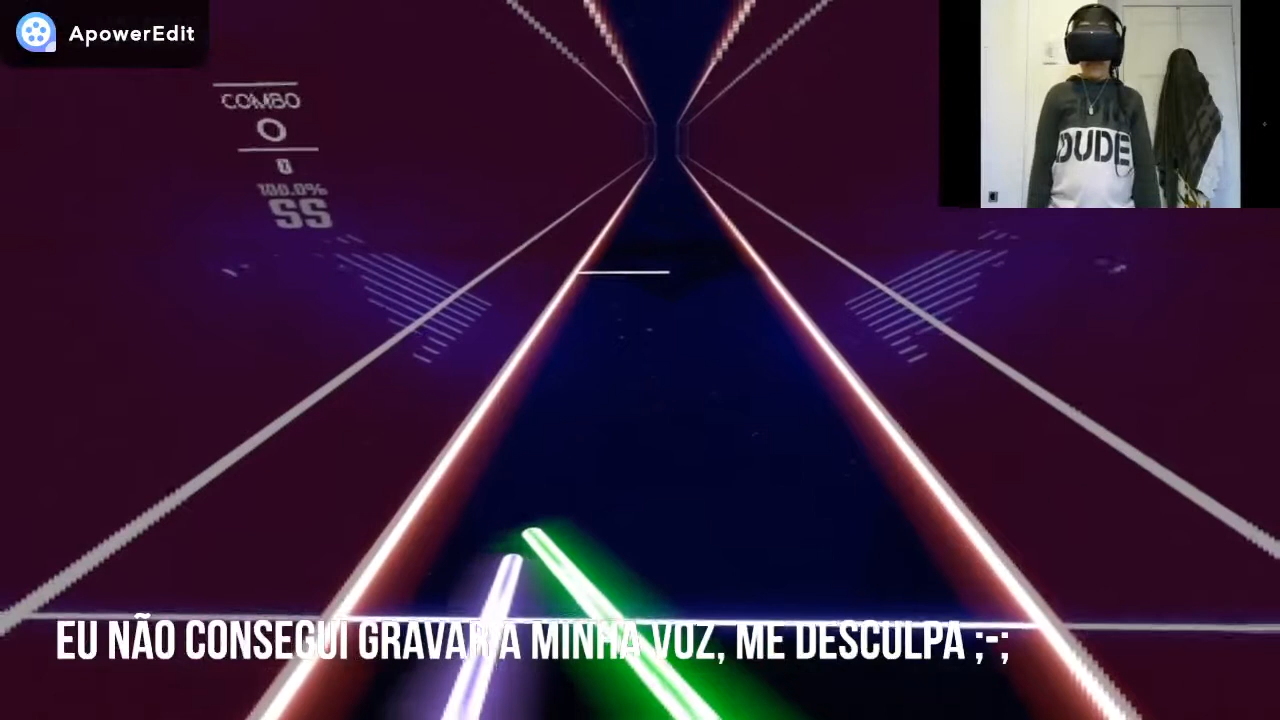 ApowerEdit
COMBO
0
0
100.0%
SS
DUDE
EU NÃO CONSEGUI GRAVAR A MINHA VOZ, ME DESCULPA ;-;